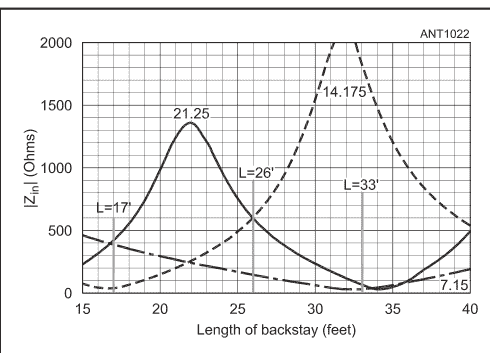 ANT1022
2000
1500
1000
500
0
|Zin| (Ohms)
21.25
14.175
L=17'
L=26'
L=33'
7.15
15
20
25
30
35
40
Length of backstay (feet)